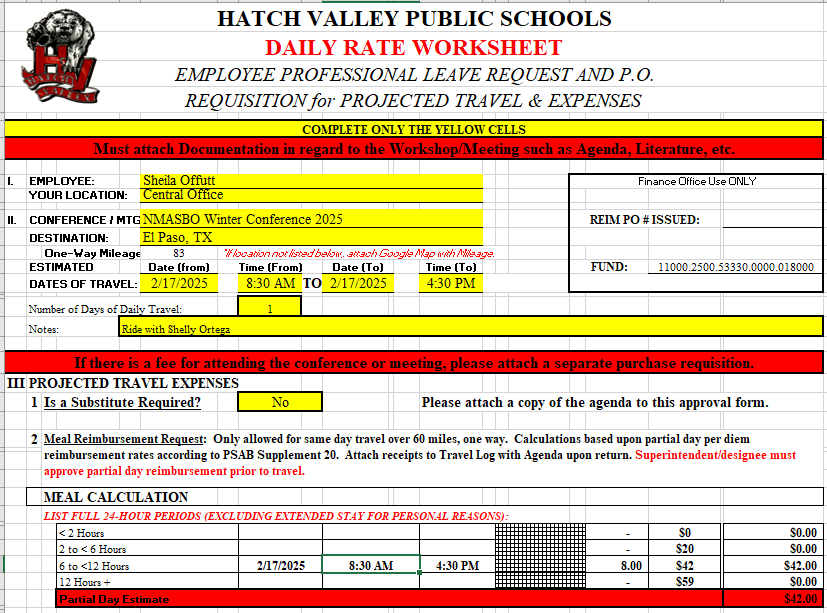 HATCH VALLEY PUBLIC SCHOOLS
DAILY RATE WORKSHEET
EMPLOYEE PROFESSIONAL LEAVE REQUEST AND P.O.
REQUISITION for PROJECTED TRAVEL & EXPENSES
HV
HATCH
VALLEY
COMPLETE ONLY THE YELLOW CELLS
Must attach Documentation in regard to the Workshop/Meeting such as Agenda, Literature, etc.
I. EMPLOYEE: Sheila Offutt
YOUR LOCATION: Central Office
II. CONFERENCE / MTG NMASBO Winter Conference 2025
DESTINATION: El Paso, TX
One-Way Mileage 83 *If location not listed below, attach Google Map with Mileage.
ESTIMATED Date (from) Time (From) Date (To) Time (To)
DATES OF TRAVEL: 2/17/2025 8:30 AM TO 2/17/2025 4:30 PM
Finance Office Use ONLY
REIM PO # ISSUED:
FUND: 11000.2500.53330.0000.018000
Number of Days of Daily Travel: 1
Notes: Ride with Shelly Ortega
If there is a fee for attending the conference or meeting, please attach a separate purchase requisition.
III PROJECTED TRAVEL EXPENSES
1 Is a Substitute Required? No Please attach a copy of the agenda to this approval form.
2 Meal Reimbursement Request: Only allowed for same day travel over 60 miles, one way. Calculations based upon partial day per diem
reimbursement rates according to PSAB Supplement 20. Attach receipts to Travel Log with Agenda upon return. Superintendent/designee must
approve partial day reimbursement prior to travel.
MEAL CALCULATION
LIST FULL 24-HOUR PERIODS (EXCLUDING EXTENDED STAY FOR PERSONAL REASONS):
< 2 Hours - $0 $0.00
2 to < 6 Hours - $20 $0.00
6 to <12 Hours 2/17/2025 8:30 AM 4:30 PM 8.00 $42 $42.00
12 Hours + - $59 $0.00
Partial Day Estimate $42.00